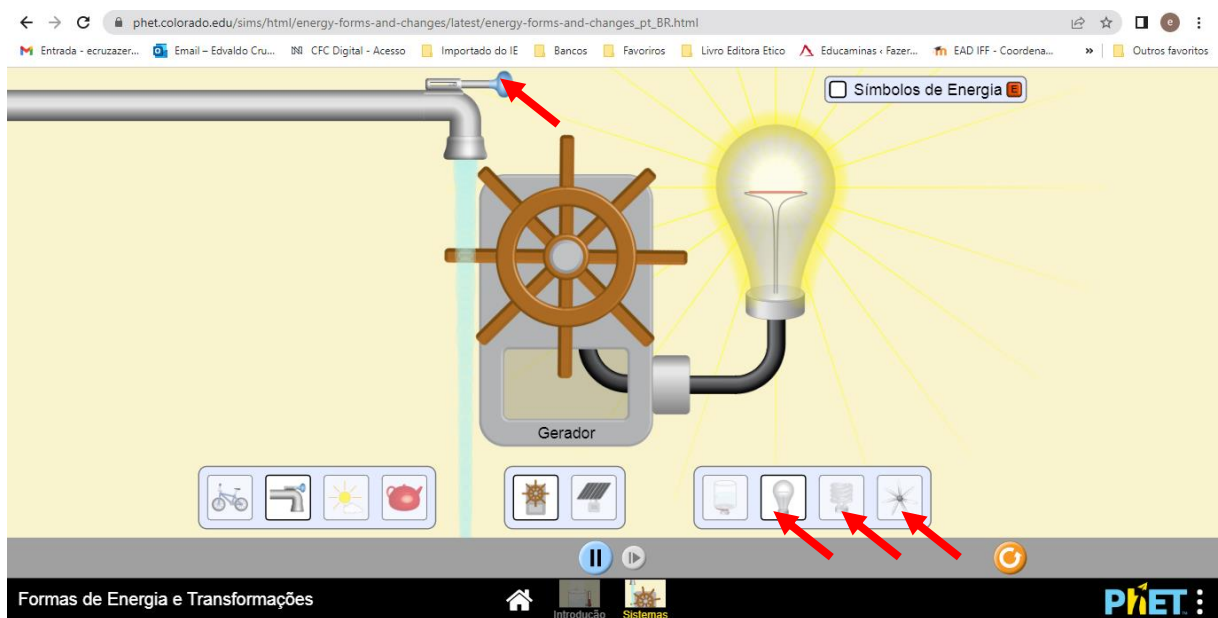 phet.colorado.edu/sims/html/energy-forms-and-changes/latest/energy-forms-and-changes_pt_BR.html
e
Entrada - ecruzazer... Email – Edvaldo Cru... CFC Digital - Acesso Importado do IE Bancos Favoriros Livro Editora Etico Educaminas ‹ Fazer... EAD IFF - Coordena... » Outros favoritos
Símbolos de Energia E
Gerador
Formas de Energia e Transformações
Introdução
Sistemas
PhET